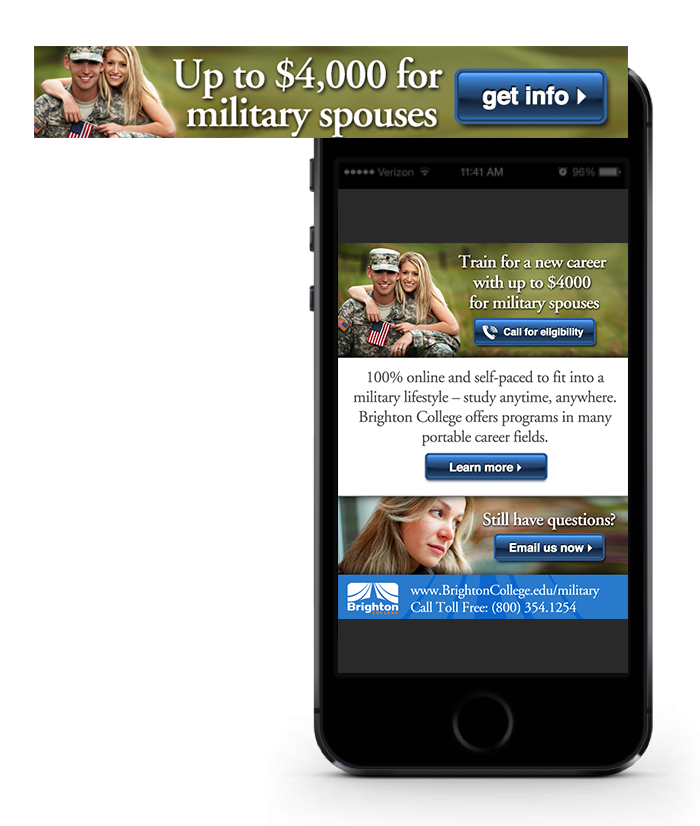 Up to $4,000 for
military spouses
get info
Verizon
11:41 AM
96%
Train for a new career
with up to $4000
for military spouses
Call for eligibility
100% online and self-paced to fit into a
military lifestyle – study anytime, anywhere.
Brighton College offers programs in many
portable career fields.
Learn more
Still have questions?
Email us now
Brighton
COLLEGE
www.BrightonCollege.edu/military
Call Toll Free: (800) 354.1254